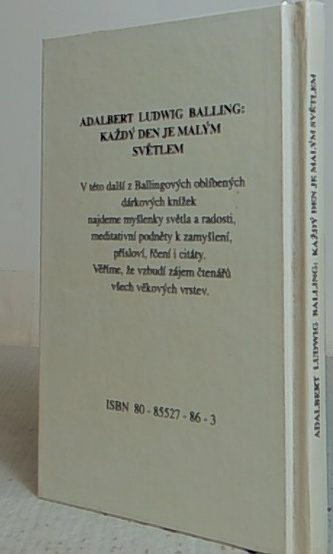 ADALBERT LUDWIG BALLING:
KAŽDÝ DEN JE MALÝM
SVĚTLEM
V této další z Ballingových oblíbených
dárkových knížek
najdeme myšlenky světla a radosti,
meditativní podněty k zamyšlení,
přísloví, rčení i citáty.
Věříme, že vzbudí zájem čtenářů
všech věkových vrstev.
ISBN 80 - 85527 - 86 - 3
ADALBERT LUDWIG BALLING: KAŽDÝ DEN JE MALÝM SVĚTLEM